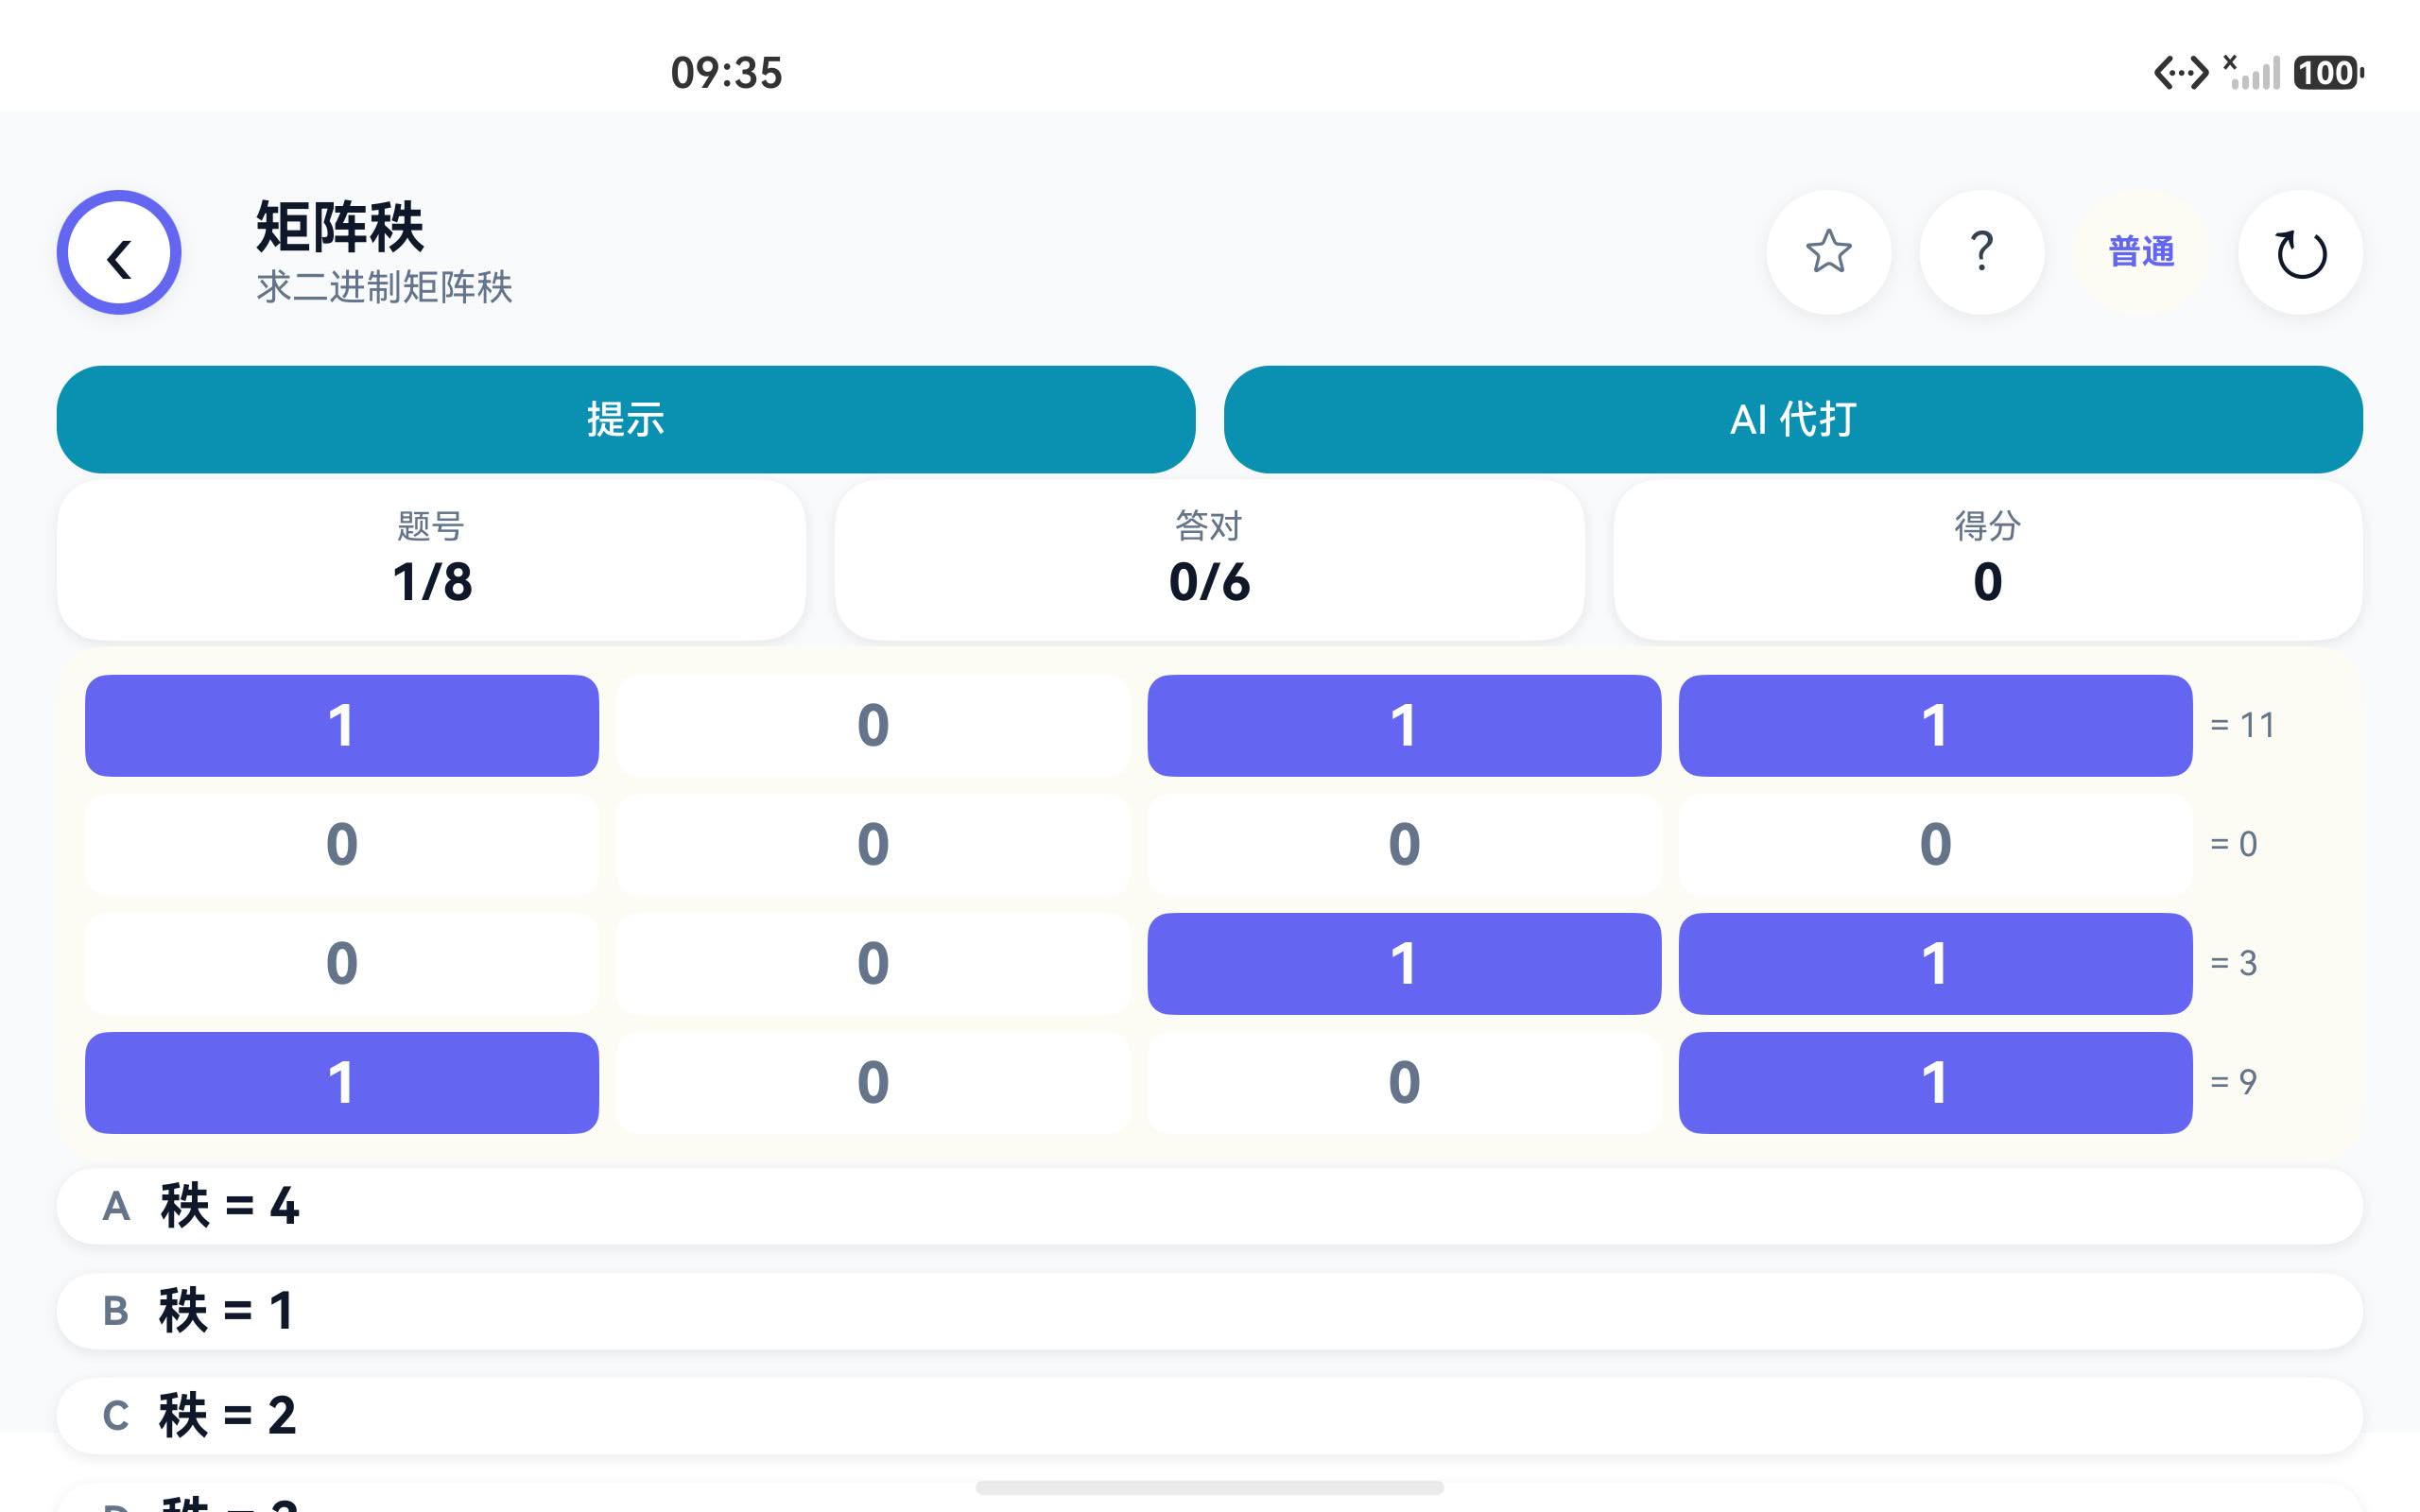 09:35
100
矩阵秩
求二进制矩阵秩
?
普通
提示
AI 代打
题号
答对
得分
1/8
0/6
0
1 0 1 1 = 11
0 0 0 0 = 0
0 0 1 1 = 3
1 0 0 1 = 9
A 秩 = 4
B 秩 = 1
C 秩 = 2
秩 =